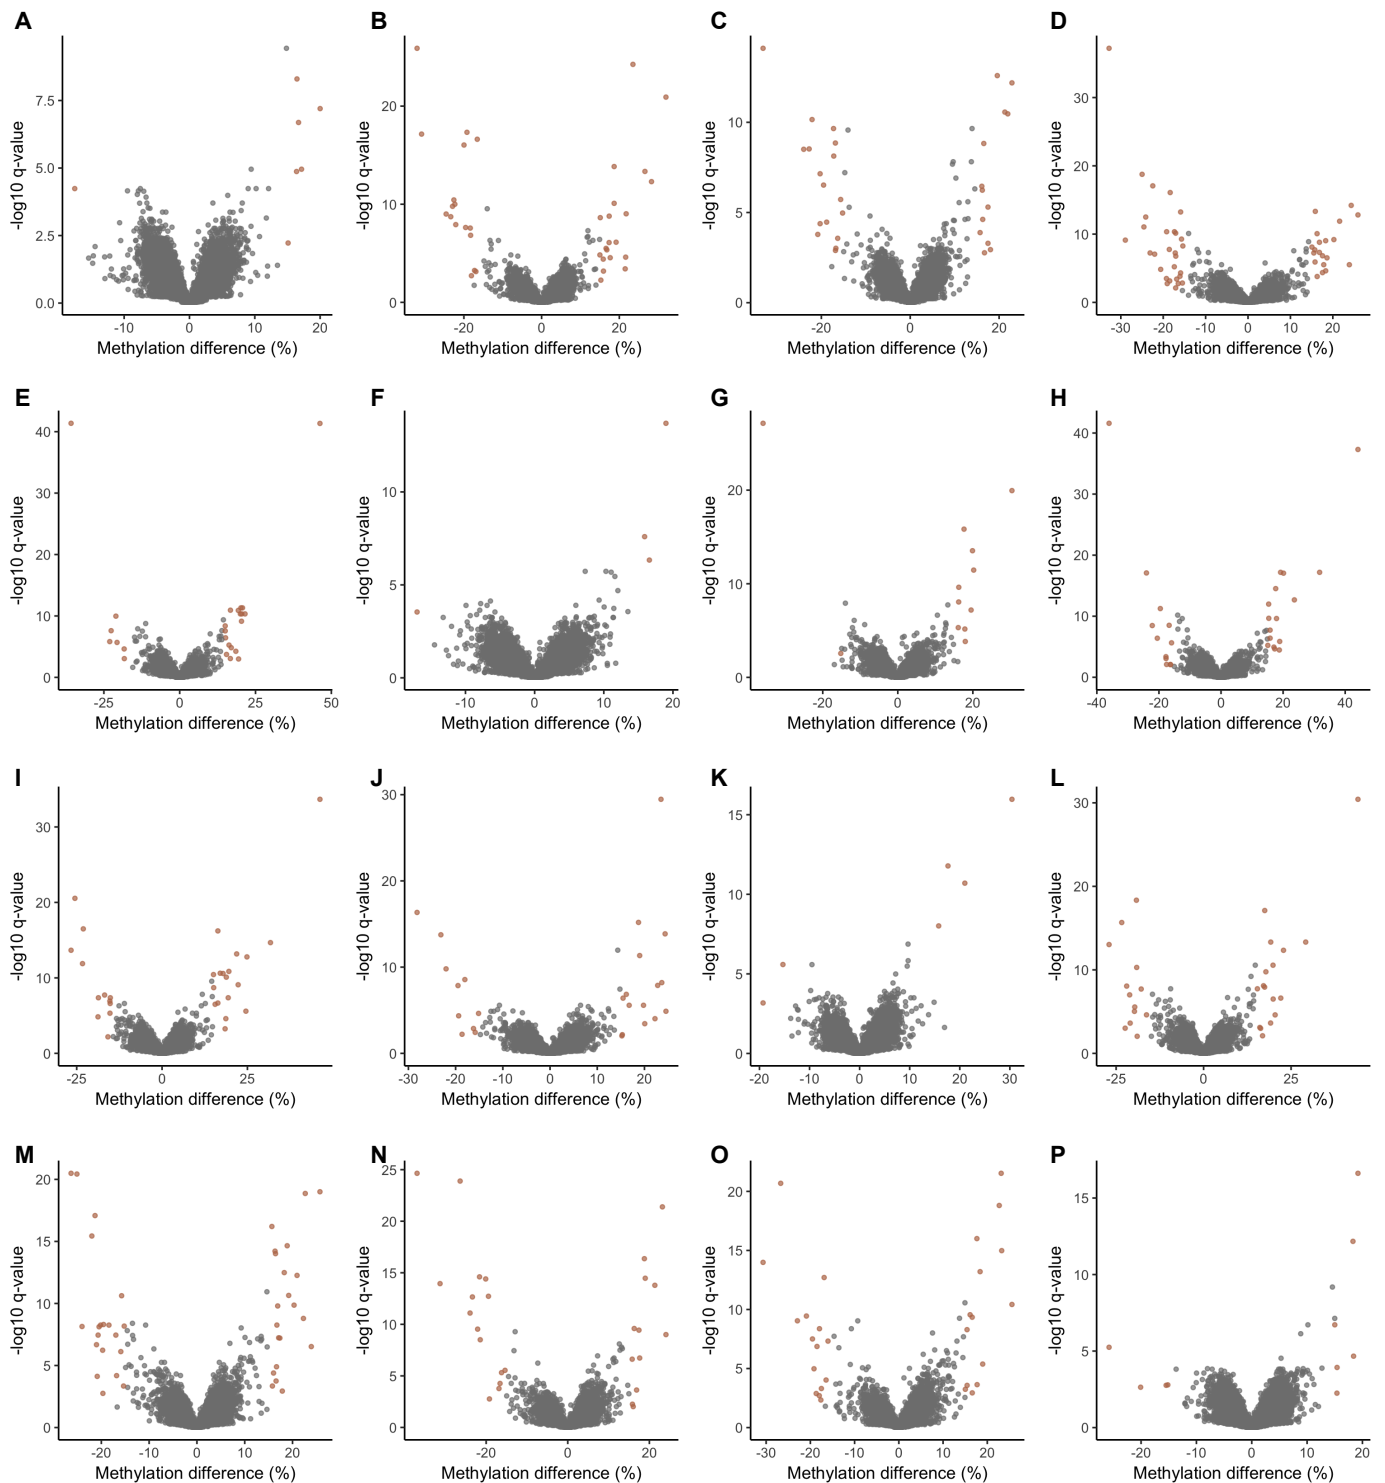 A B C D
7.5
5.0
2.5
0.0
-10 0 10 20
-log10 q-value
Methylation difference (%)
20
10
0
-20 0 20
-log10 q-value
Methylation difference (%)
10
5
0
-20 0 20
-log10 q-value
Methylation difference (%)
30
20
10
0
-30 -20 -10 0 10 20
-log10 q-value
Methylation difference (%)
E F G H
40
30
20
10
0
-25 0 25 50
-log10 q-value
Methylation difference (%)
10
5
0
-10 0 10 20
-log10 q-value
Methylation difference (%)
20
10
0
-20 0 20
-log10 q-value
Methylation difference (%)
40
30
20
10
0
-40 -20 0 20 40
-log10 q-value
Methylation difference (%)
I J K L
30
20
10
0
-25 0 25
-log10 q-value
Methylation difference (%)
30
20
10
0
-30 -20 -10 0 10 20
-log10 q-value
Methylation difference (%)
15
10
5
0
-20 -10 0 10 20 30
-log10 q-value
Methylation difference (%)
30
20
10
0
-25 0 25
-log10 q-value
Methylation difference (%)
M N O P
20
15
10
5
0
-20 -10 0 10 20
-log10 q-value
Methylation difference (%)
25
20
15
10
5
0
-20 0 20
-log10 q-value
Methylation difference (%)
20
15
10
5
0
-30 -20 -10 0 10 20
-log10 q-value
Methylation difference (%)
15
10
5
0
-20 -10 0 10 20
-log10 q-value
Methylation difference (%)